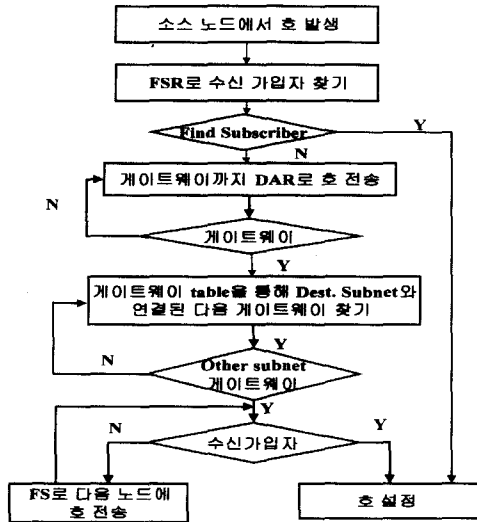 소스 노드에서 호 발생
FSR로 수신 가입자 찾기
Find Subscriber
Y
N
게이트웨이까지 DAR로 호 전송
N
게이트웨이
Y
게이트웨이 table을 통해 Dest. Subnet와
연결된 다음 게이트웨이 찾기
Y
N
Other subnet
게이트웨이
Y
N
Y
수신가입자
FS로 다음 노드에
호 전송
호 설정